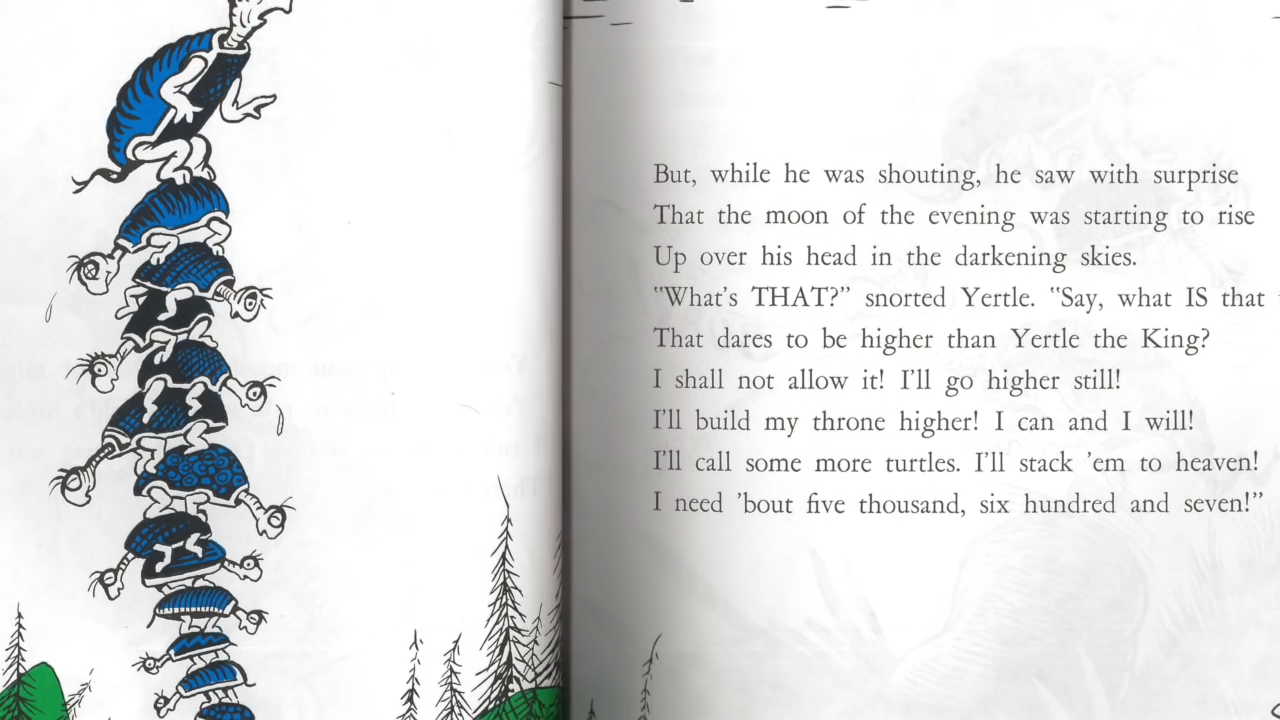 But, while he was shouting, he saw with surprise
That the moon of the evening was starting to rise
Up over his head in the darkening skies.
"What's THAT?" snorted Yertle. "Say, what IS that
That dares to be higher than Yertle the King?
I shall not allow it! I'll go higher still!
I'll build my throne higher! I can and I will!
I'll call some more turtles. I'll stack 'em to heaven!
I need 'bout five thousand, six hundred and seven!"